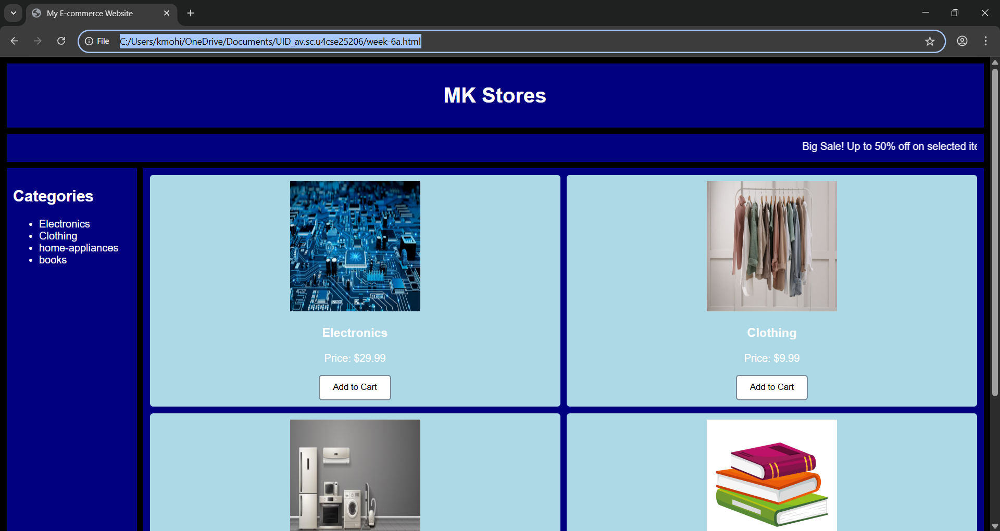 My E-commerce Website
File C:/Users/kmohi/OneDrive/Documents/UID_av.sc.u4cse25206/week-6a.html
MK Stores
Big Sale! Up to 50% off on selected ite
Categories
Electronics
Clothing
home-appliances
books
Electronics
Price: $29.99
Add to Cart
Clothing
Price: $9.99
Add to Cart